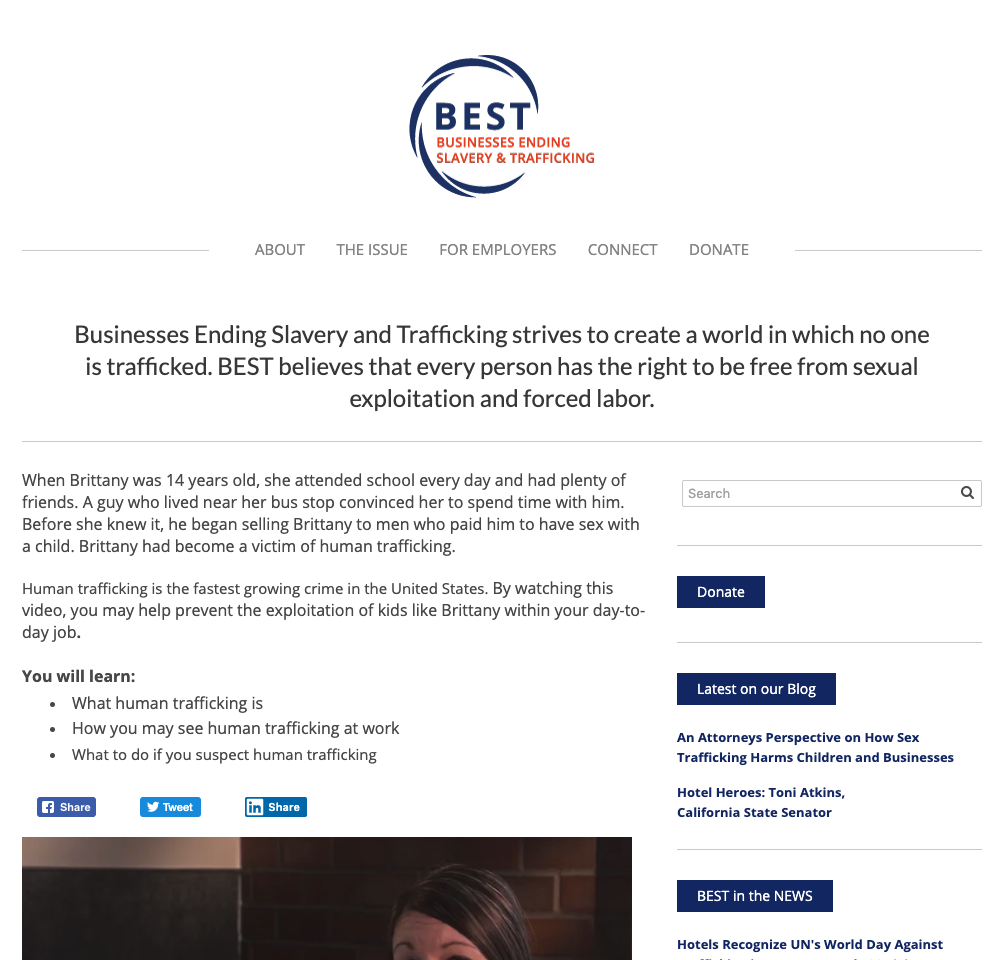 BEST
BUSINESSES ENDING
SLAVERY & TRAFFICKING
ABOUT THE ISSUE FOR EMPLOYERS CONNECT DONATE
Businesses Ending Slavery and Trafficking strives to create a world in which no one
is trafficked. BEST believes that every person has the right to be free from sexual
exploitation and forced labor.
When Brittany was 14 years old, she attended school every day and had plenty of
friends. A guy who lived near her bus stop convinced her to spend time with him.
Before she knew it, he began selling Brittany to men who paid him to have sex with
a child. Brittany had become a victim of human trafficking.
Human trafficking is the fastest growing crime in the United States. By watching this
video, you may help prevent the exploitation of kids like Brittany within your day-to-
day job.
You will learn:
• What human trafficking is
• How you may see human trafficking at work
• What to do if you suspect human trafficking
Share Tweet Share
Search
Donate
Latest on our Blog
An Attorneys Perspective on How Sex
Trafficking Harms Children and Businesses
Hotel Heroes: Toni Atkins,
California State Senator
BEST in the NEWS
Hotels Recognize UN's World Day Against